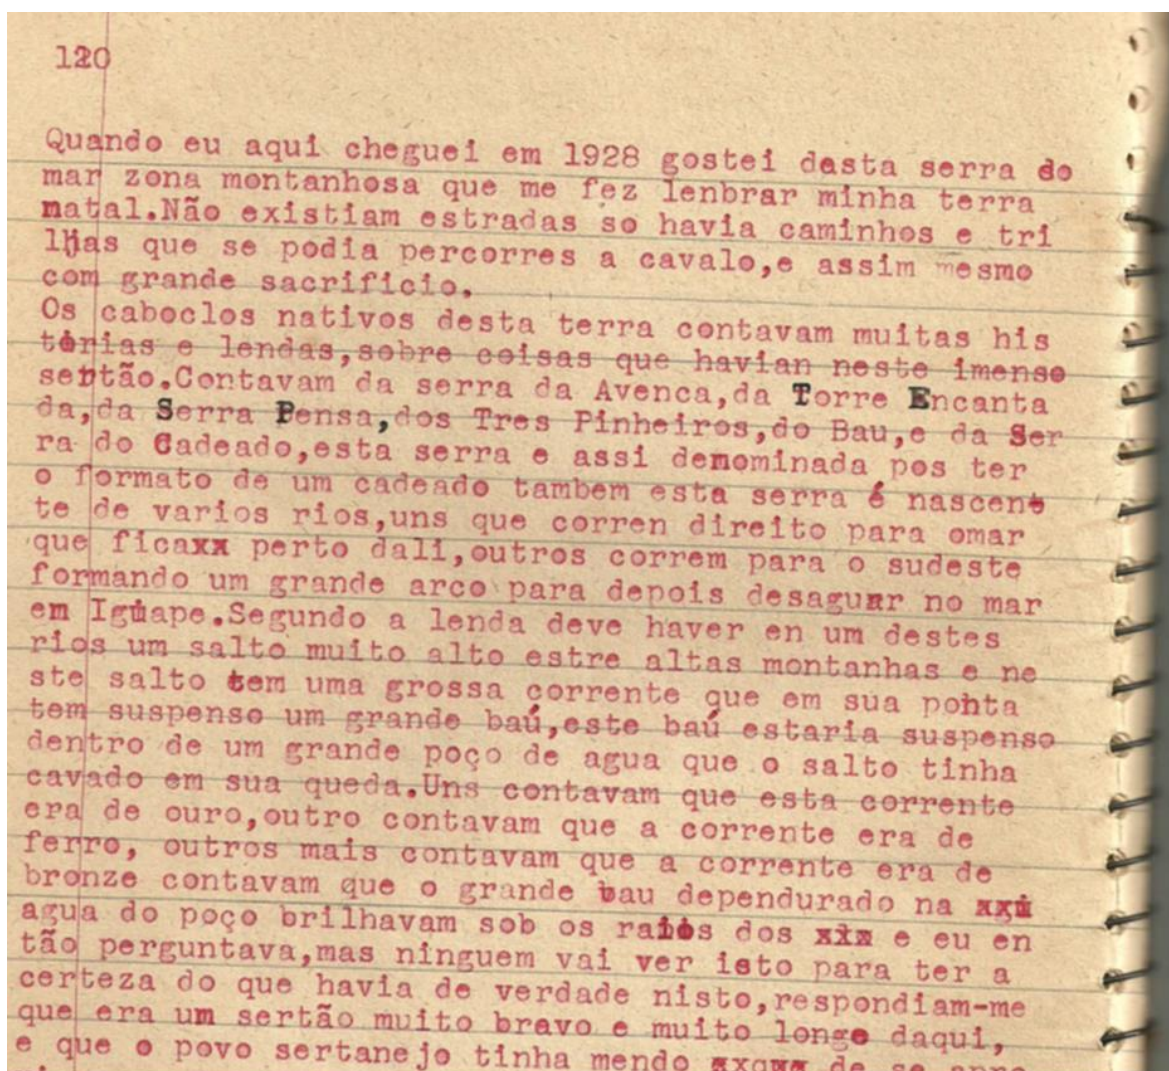 120
Quando eu aqui cheguei em 1928 gostei desta serra do
mar zona montanhosa que me fez lenbrar minha terra
natal.Não existiam estradas so havia caminhos e tri
lhas que se podia percorres a cavalo,e assim mesmo
com grande sacrificio.
Os caboclos nativos desta terra contavam muitas his
tórias e lendas,sobre coisas que havian neste imenso
sertão.Contavam da serra da Avenca,da Torre Encanta
da,da Serra Pensa,dos Tres Pinheiros,do Bau,e da Ser
ra do Cadeado,esta serra e assi demominada pos ter
o formato de um cadeado tambem esta serra é nascent
te de varios rios,uns que corren direito para omar
que ficaxx perto dali,outros correm para o sudeste
formando um grande arco para depois desaguar no mar
em Iguape.Segundo a lenda deve haver en um destes
rios um salto muito alto estre altas montanhas e ne
ste salto tem uma grossa corrente que em sua ponta
tem suspenso um grande baú,este baú estaria suspenso
dentro de um grande poço de agua que o salto tinha
cavado em sua queda.Uns contavam que esta corrente
era de ouro,outro contavam que a corrente era de
ferro, outros mais contavam que a corrente era de
bronze contavam que o grande bau dependurado na
agua do poço brilhavam sob os raios dos xxx e eu en
tão perguntava,mas ninguem vai ver isto para ter a
certeza do que havia de verdade nisto,respondiam-me
que era um sertão muito bravo e muito longe daqui,
e que o povo sertanejo tinha mendo de se